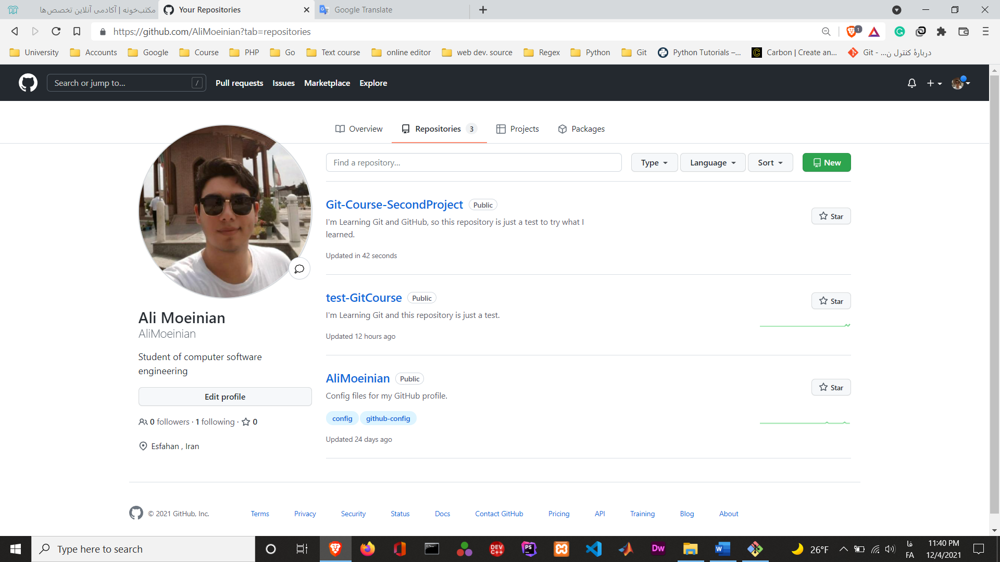 مکتب‌خونه | آکادمی آنلاین تخصص‌ها
Your Repositories
Google Translate
https://github.com/AliMoeinian?tab=repositories
1
University
Accounts
Google
Course
PHP
Go
Text course
online editor
web dev. source
Regex
Python
Git
Python Tutorials –...
Carbon | Create an...
Git - ...دربارهٔ کنترل ن
Search or jump to...
/
Pull requests
Issues
Marketplace
Explore
Overview
Repositories 3
Projects
Packages
Find a repository...
Type
Language
Sort
New
Git-Course-SecondProject Public
I'm Learning Git and GitHub, so this repository is just a test to try what I
learned.
Updated in 42 seconds
Star
test-GitCourse Public
I'm Learning Git and this repository is just a test.
Updated 12 hours ago
Star
AliMoeinian Public
Config files for my GitHub profile.
config github-config
Updated 24 days ago
Star
Ali Moeinian
AliMoeinian
Student of computer software
engineering
Edit profile
0 followers · 1 following · 0
Esfahan , Iran
© 2021 GitHub, Inc.
Terms
Privacy
Security
Status
Docs
Contact GitHub
Pricing
API
Training
Blog
About
Type here to search
DEV
C++
PS
Dw
W
26°F
فا
FA
11:40 PM
12/4/2021